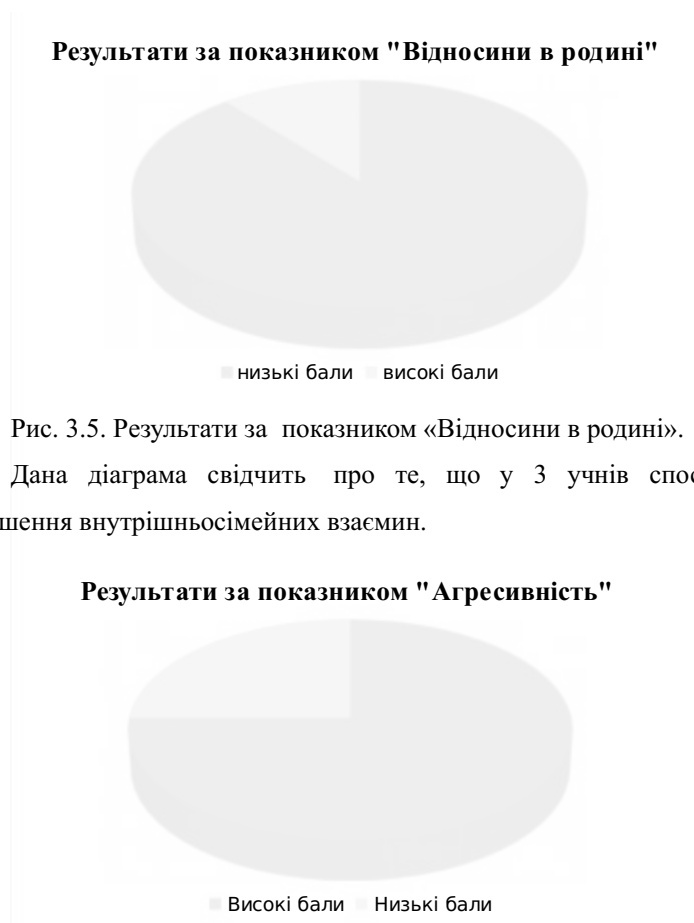 Результати за показником "Відносини в родині"
низькі бали високі бали
Рис. 3.5. Результати за показником «Відносини в родині».
Дана діаграма свідчить про те, що у 3 учнів
внутрішньосімейних взаємин.
Результати за показником "Агресивність"
Високі бали Низькі бали